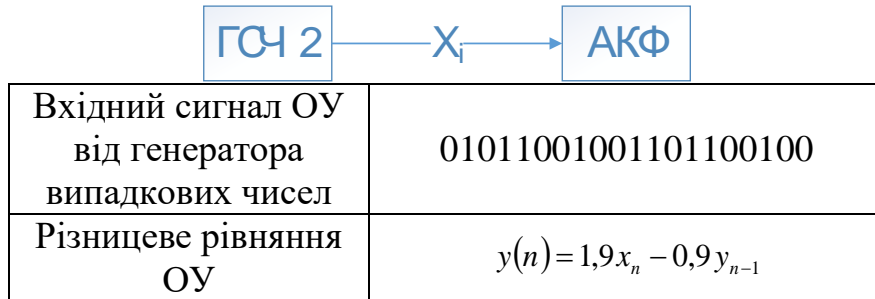 ГСЧ 2 Xi АКФ
Вхідний сигнал ОУ
від генератора
випадкових чисел
01011001001101100100
Різницеве рівняння
ОУ
y(n) = 1,9xₙ − 0,9yₙ₋₁